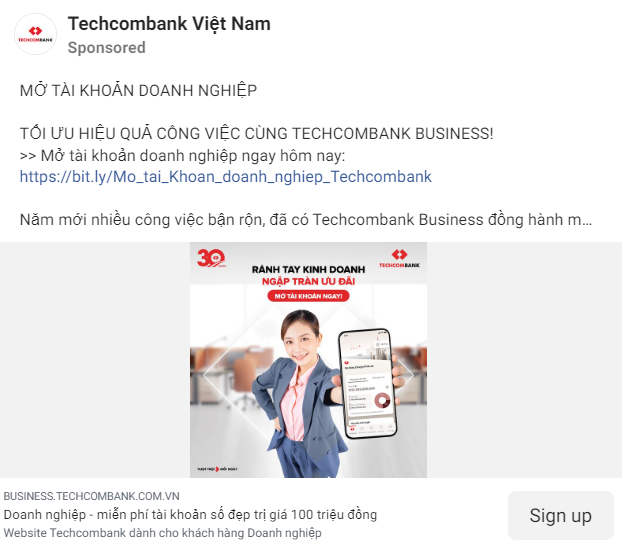 Techcombank Việt Nam
Sponsored
TECHCOMBANK
MỞ TÀI KHOẢN DOANH NGHIỆP
TỐI ƯU HIỆU QUẢ CÔNG VIỆC CÙNG TECHCOMBANK BUSINESS!
>> Mở tài khoản doanh nghiệp ngay hôm nay:
https://bit.ly/Mo_tai_Khoan_doanh_nghiep_Techcombank
Năm mới nhiều công việc bận rộn, đã có Techcombank Business đồng hành m...
30
TECHCOMBANK
RẢNH TAY KINH DOANH
NGẬP TRÀN ƯU ĐÃI
MỞ TÀI KHOẢN NGAY!
VƯỢT TRỘI MỖI NGÀY
BUSINESS.TECHCOMBANK.COM.VN
Doanh nghiệp - miễn phí tài khoản số đẹp trị giá 100 triệu đồng
Website Techcombank dành cho khách hàng Doanh nghiệp
Sign up